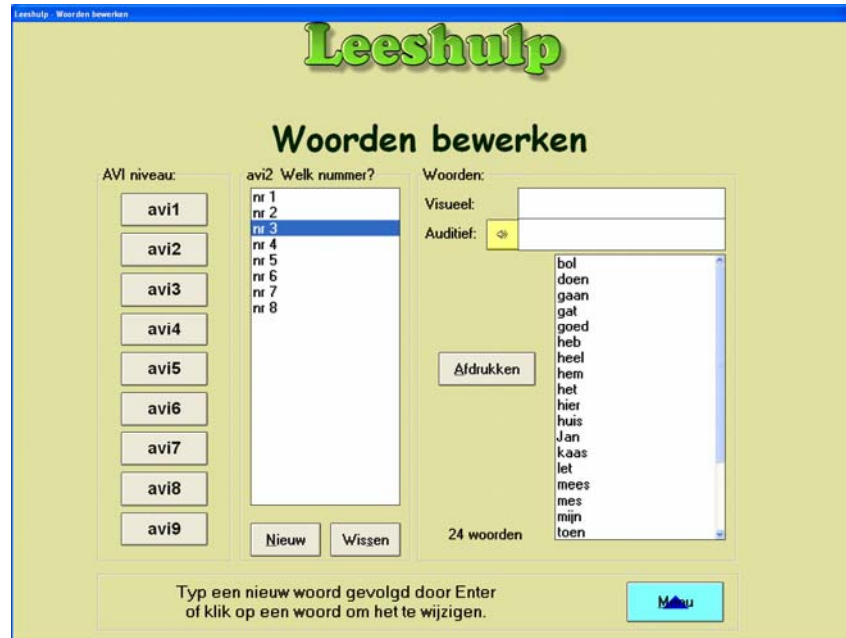 Leeshulp - Woorden bewerken
Leeshulp
Woorden bewerken
AVI niveau:
avi1
avi2
avi3
avi4
avi5
avi6
avi7
avi8
avi9
avi2 Welk nummer?
nr 1
nr 2
nr 3
nr 4
nr 5
nr 6
nr 7
nr 8
Nieuw
Wissen
Woorden:
Visueel:
Auditief:
Afdrukken
24 woorden
bol
doen
gaan
gat
goed
heb
heel
hem
het
hier
huis
Jan
kaas
let
mees
mes
mijn
toen
Typ een nieuw woord gevolgd door Enter
of klik op een woord om het te wijzigen.
Menu